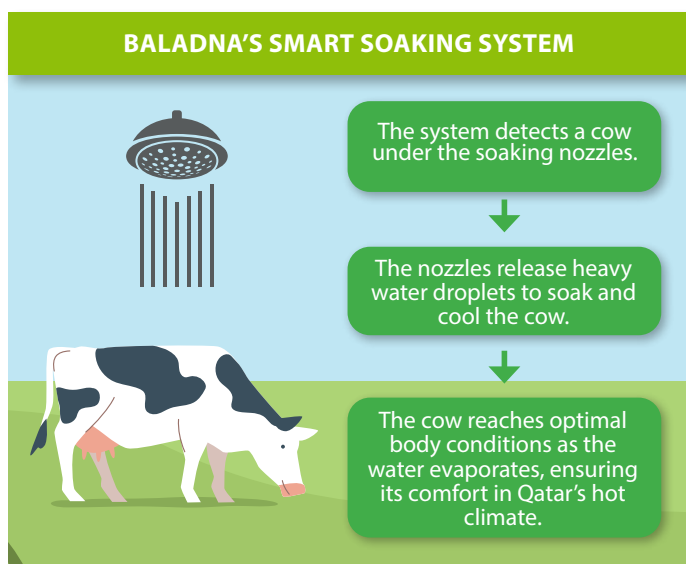 BALADNA’S SMART SOAKING SYSTEM
The system detects a cow
under the soaking nozzles.
The nozzles release heavy
water droplets to soak and
cool the cow.
The cow reaches optimal
body conditions as the
water evaporates, ensuring
its comfort in Qatar’s hot
climate.